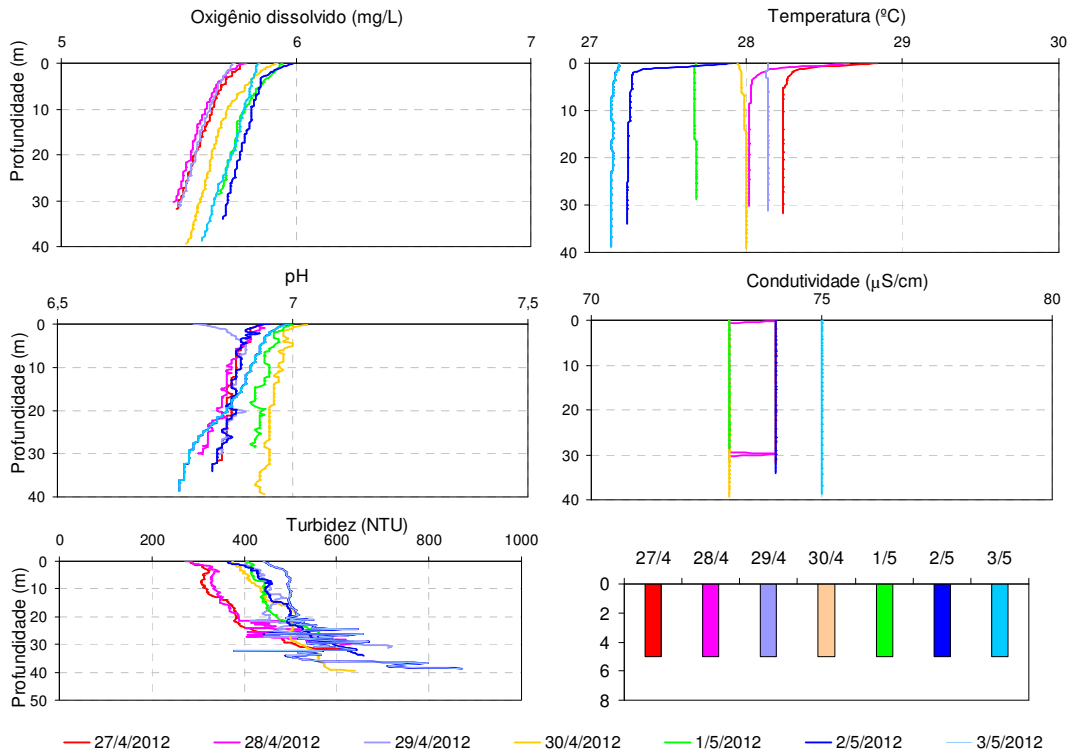 Oxigênio dissolvido (mg/L)
5 6 7
Profundidade (m)
0
10
20
30
40
Temperatura (ºC)
27 28 29 30
0
10
20
30
40
pH
6,5 7 7,5
Profundidade (m)
0
10
20
30
40
Condutividade (µS/cm)
70 75 80
0
10
20
30
40
Turbidez (NTU)
0 200 400 600 800 1000
Profundidade (m)
0
10
20
30
40
50
27/4 28/4 29/4 30/4 1/5 2/5 3/5
0
2
4
6
8
27/4/2012 28/4/2012 29/4/2012 30/4/2012 1/5/2012 2/5/2012 3/5/2012